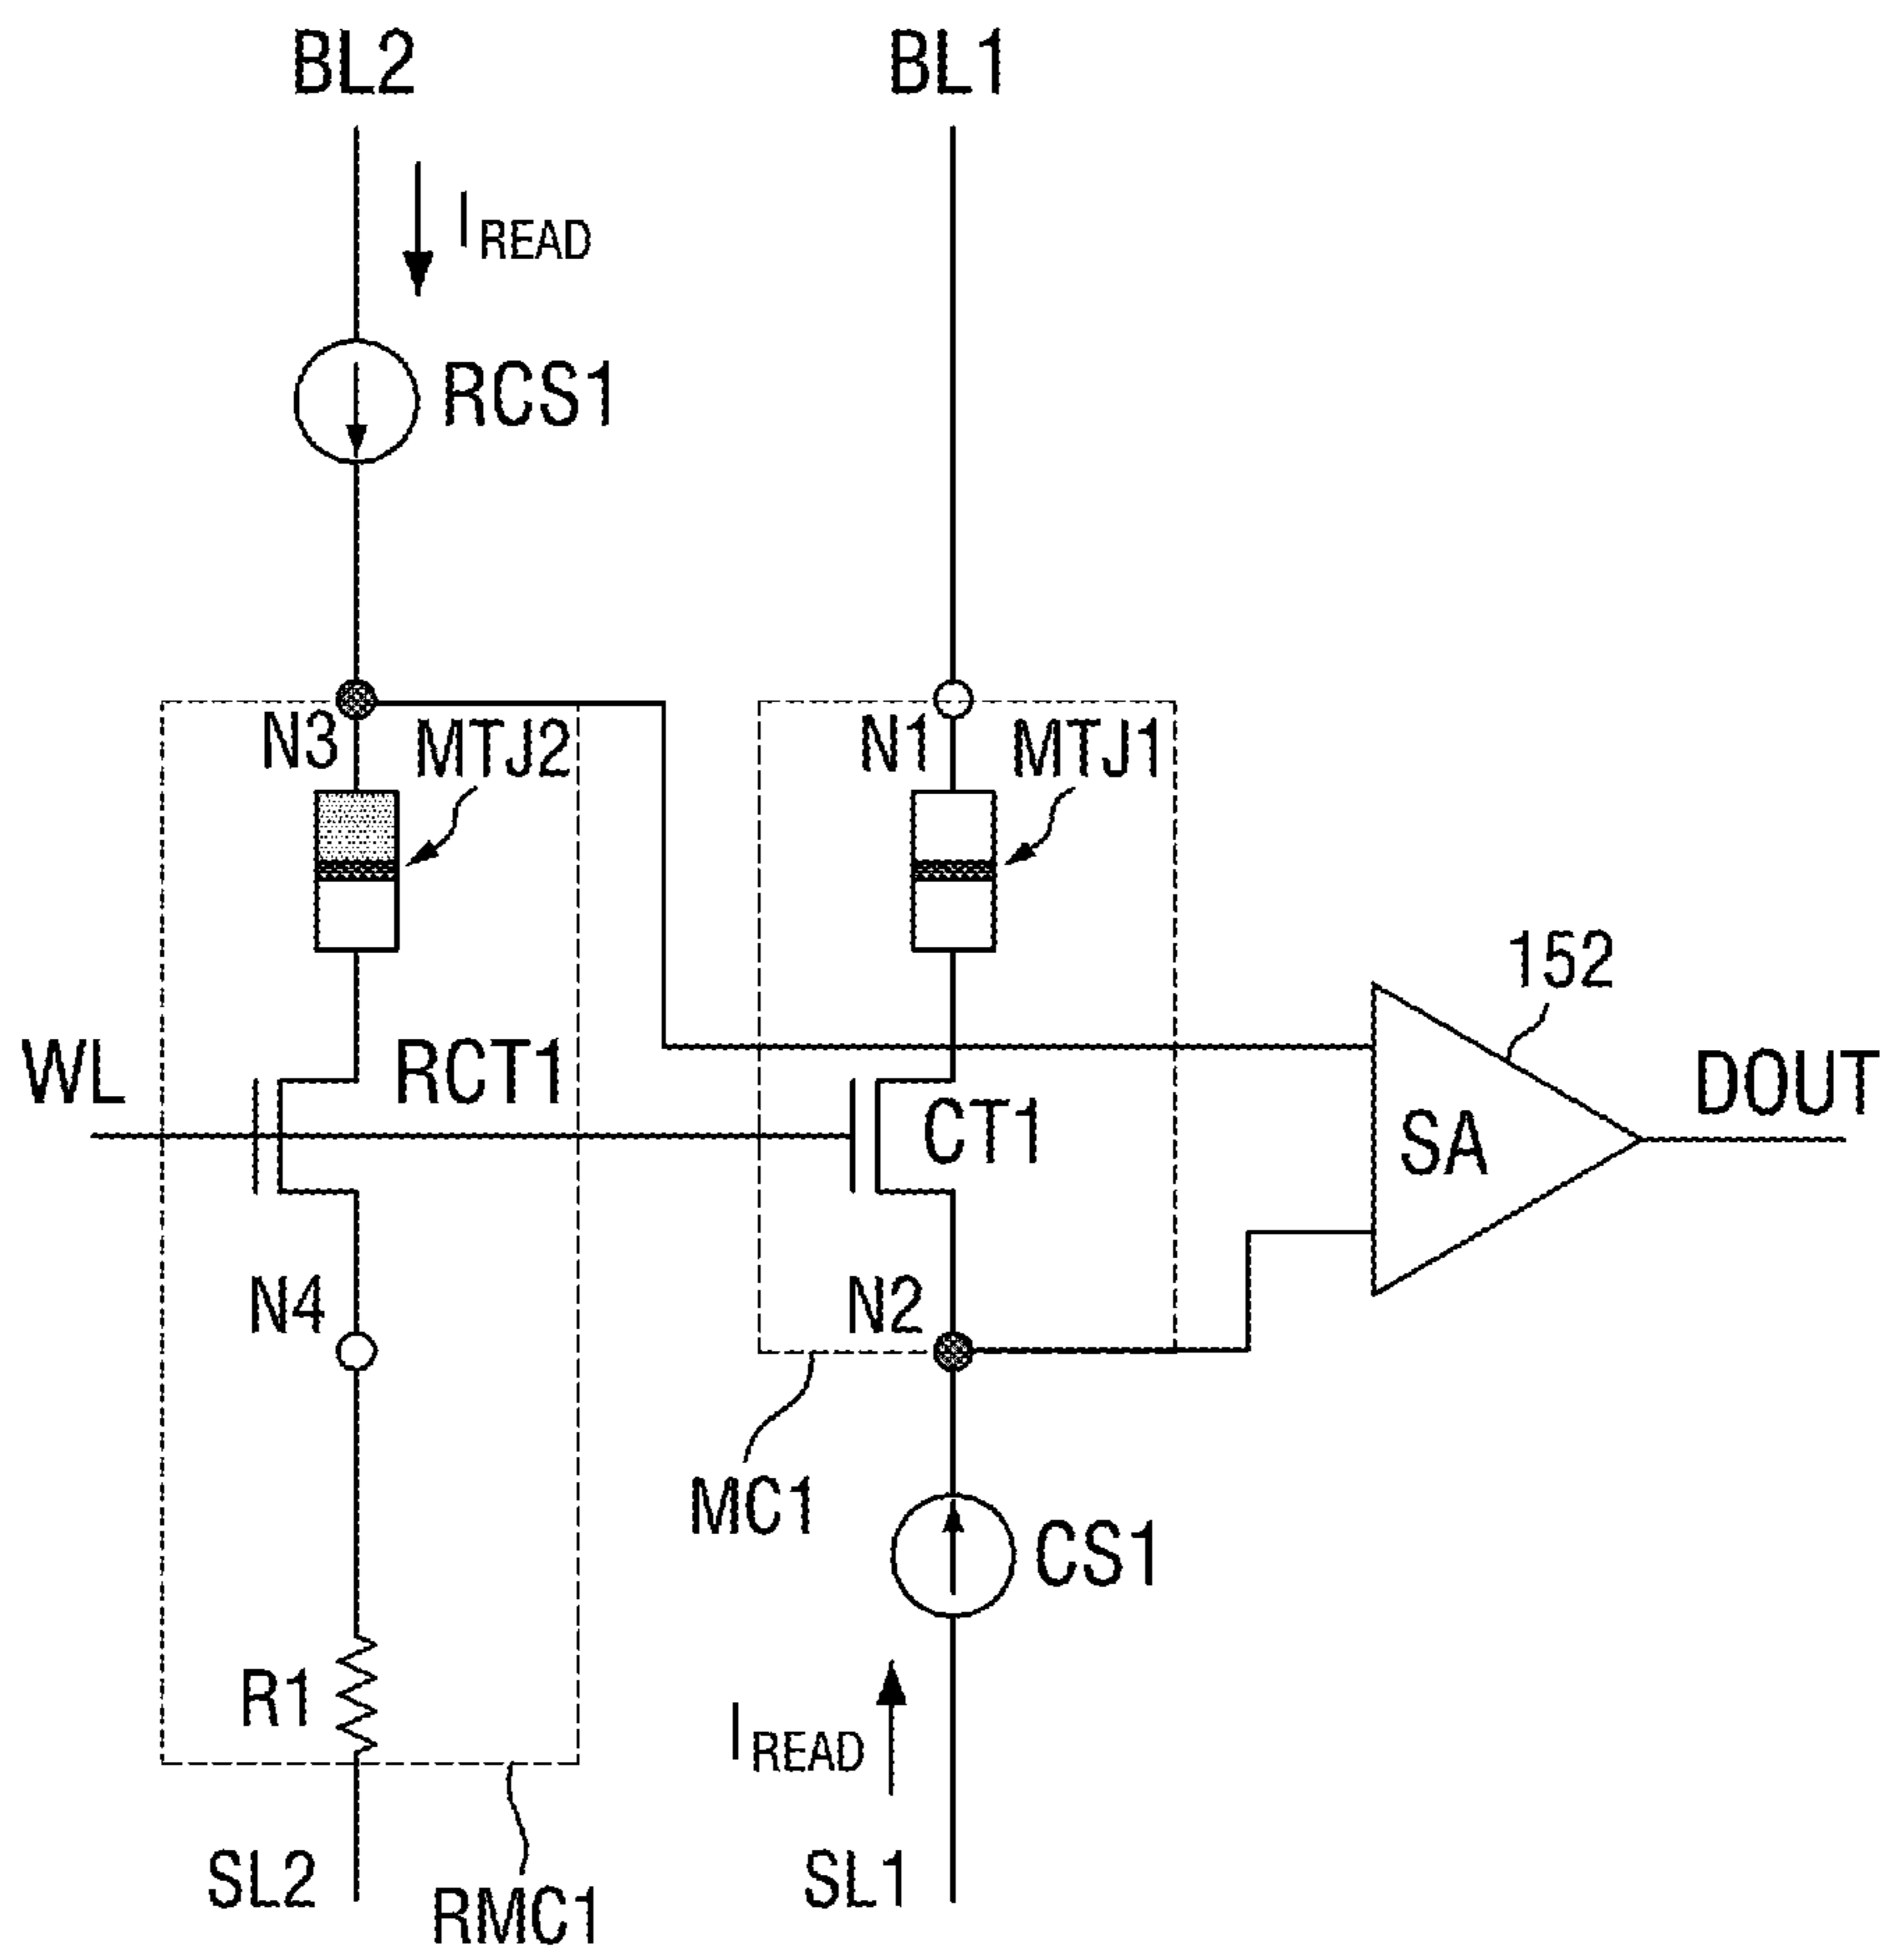 BL2
BL1
IREAD
RCS1
N3
MTJ2
N1
MTJ1
152
WL
RCT1
CT1
SA
DOUT
N4
N2
MC1
CS1
R1
IREAD
SL2
RMC1
SL1